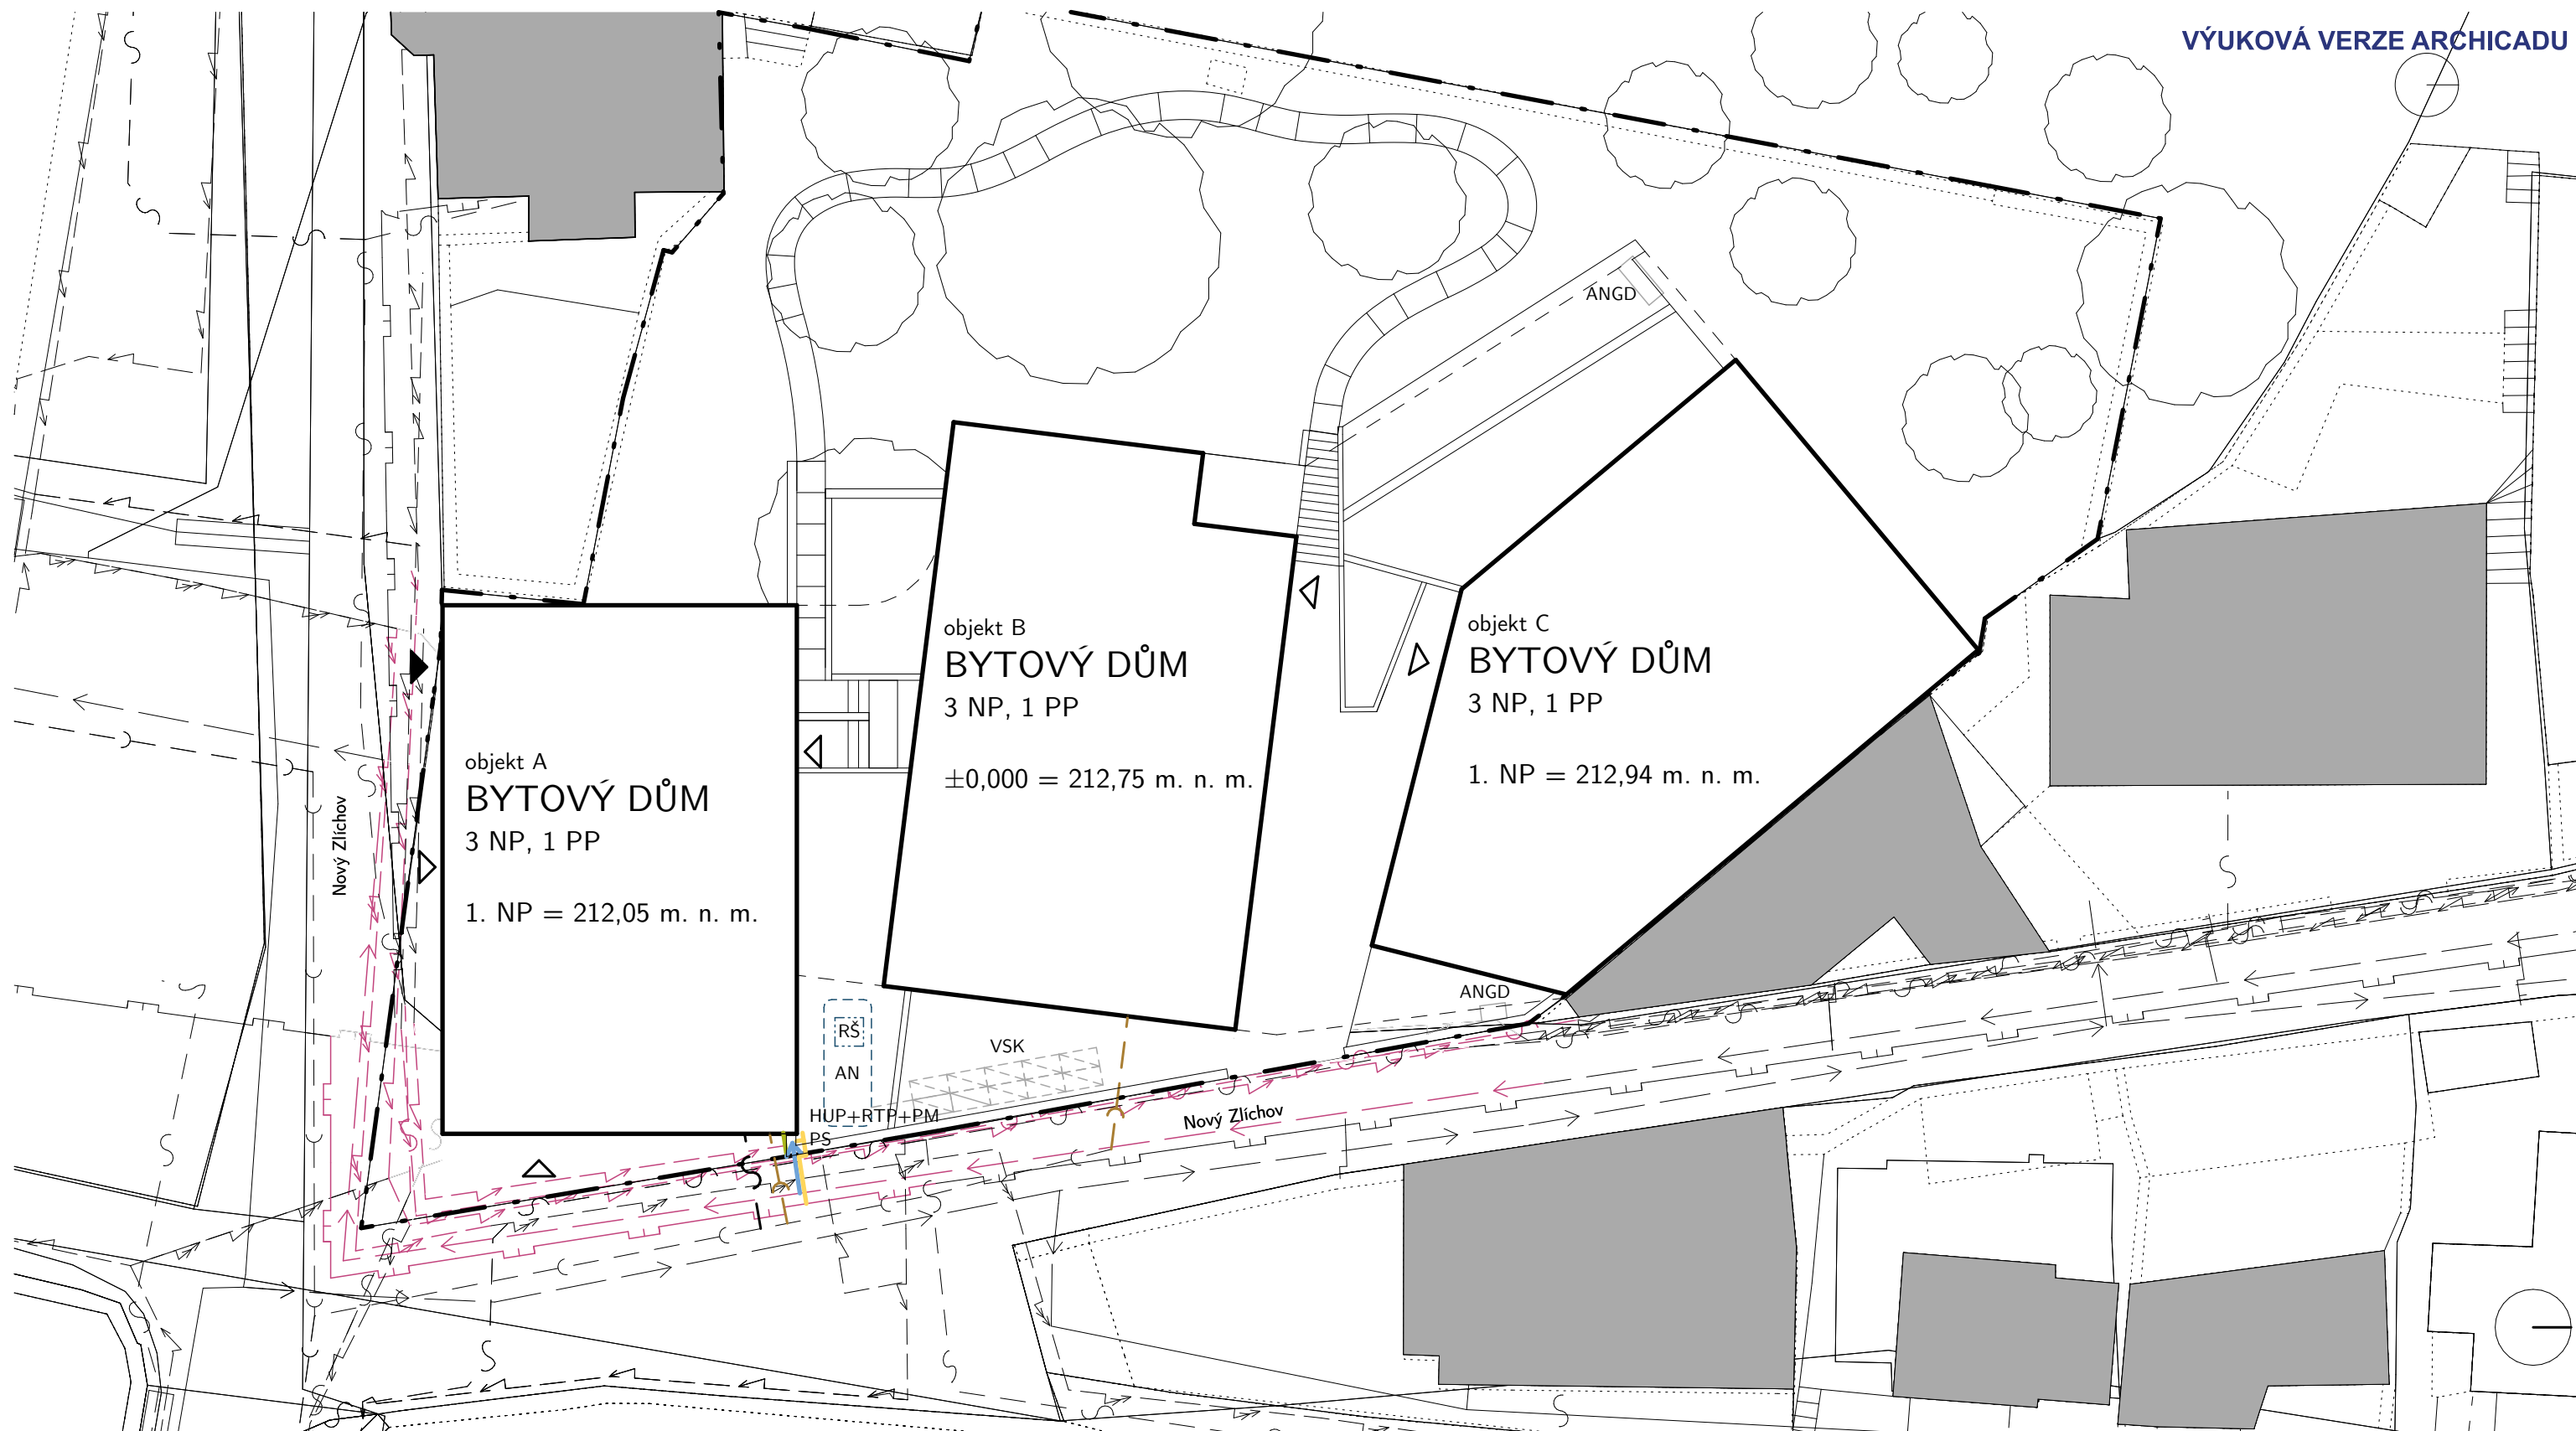 VÝUKOVÁ VERZE ARCHICADU
ANGD
objekt B
BYTOVÝ DŮM
3 NP, 1 PP
±0,000 = 212,75 m. n. m.
objekt C
BYTOVÝ DŮM
3 NP, 1 PP
1. NP = 212,94 m. n. m.
objekt A
BYTOVÝ DŮM
3 NP, 1 PP
1. NP = 212,05 m. n. m.
Nový Zlíchov
ANGD
RŠ
AN
VSK
HUP+RTP+PM
PS
Nový Zlíchov